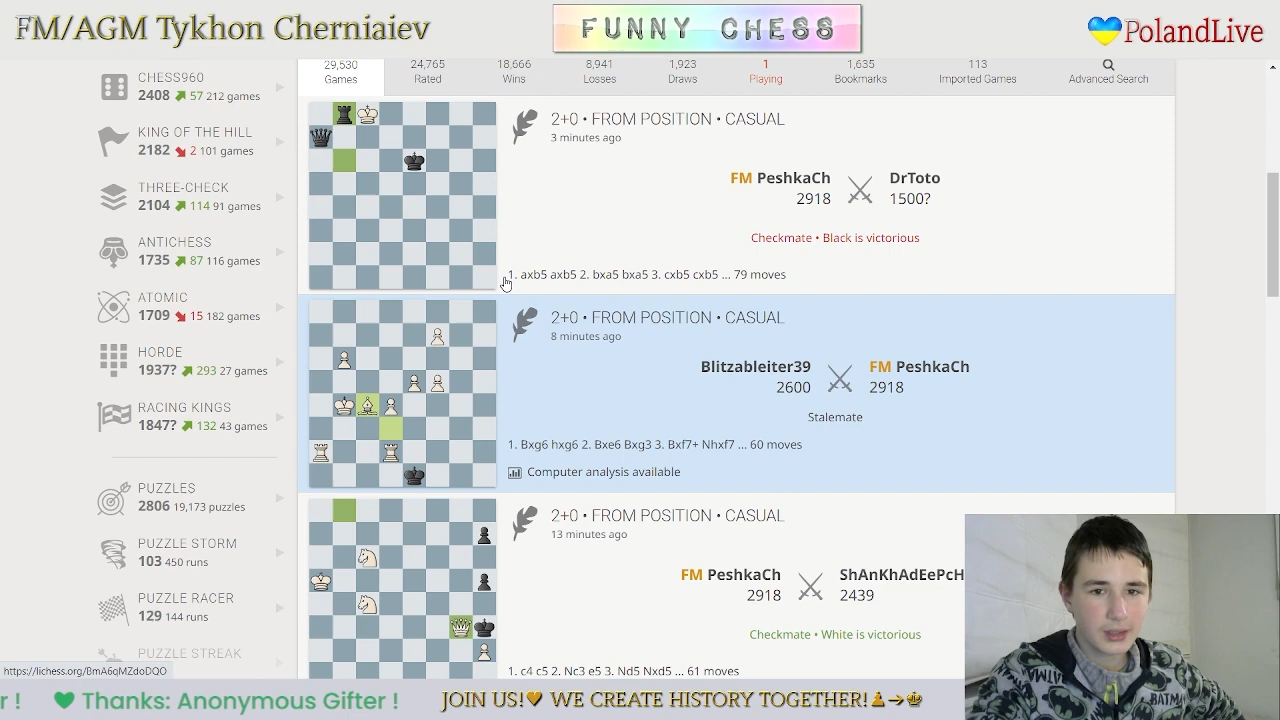 FM/AGM Tykhon Cherniaiev
FUNNY CHESS
PolandLive
29,530 Games
24,765 Rated
18,666 Wins
8,941 Losses
1,923 Draws
1 Playing
1,635 Bookmarks
113 Imported Games
Advanced Search
CHESS960
2408 57 212 games
KING OF THE HILL
2182 2 101 games
THREE-CHECK
2104 114 91 games
ANTICHESS
1735 87 116 games
ATOMIC
1709 15 182 games
HORDE
1937? 293 27 games
RACING KINGS
1847? 132 43 games
PUZZLES
2806 19,173 puzzles
PUZZLE STORM
103 450 runs
PUZZLE RACER
129 144 runs
PUZZLE STREAK
2+0 • FROM POSITION • CASUAL
3 minutes ago
FM PeshkaCh DrToto
2918 1500?
Checkmate • Black is victorious
1. axb5 axb5 2. bxa5 bxa5 3. cxb5 cxb5 ... 79 moves
2+0 • FROM POSITION • CASUAL
8 minutes ago
Blitzableiter39 FM PeshkaCh
2600 2918
Stalemate
1. Bxg6 hxg6 2. Bxe6 Bxg3 3. Bxf7+ Nhxf7 ... 60 moves
Computer analysis available
2+0 • FROM POSITION • CASUAL
13 minutes ago
FM PeshkaCh ShAnKhAdEePcH
2918 2439
Checkmate • White is victorious
1. c4 c5 2. Nc3 e5 3. Nd5 Nxd5 ... 61 moves
https://lichess.org/BmA6qMZdoDQO
r ! Thanks: Anonymous Gifter !
JOIN US! WE CREATE HISTORY TOGETHER!
BATMAN